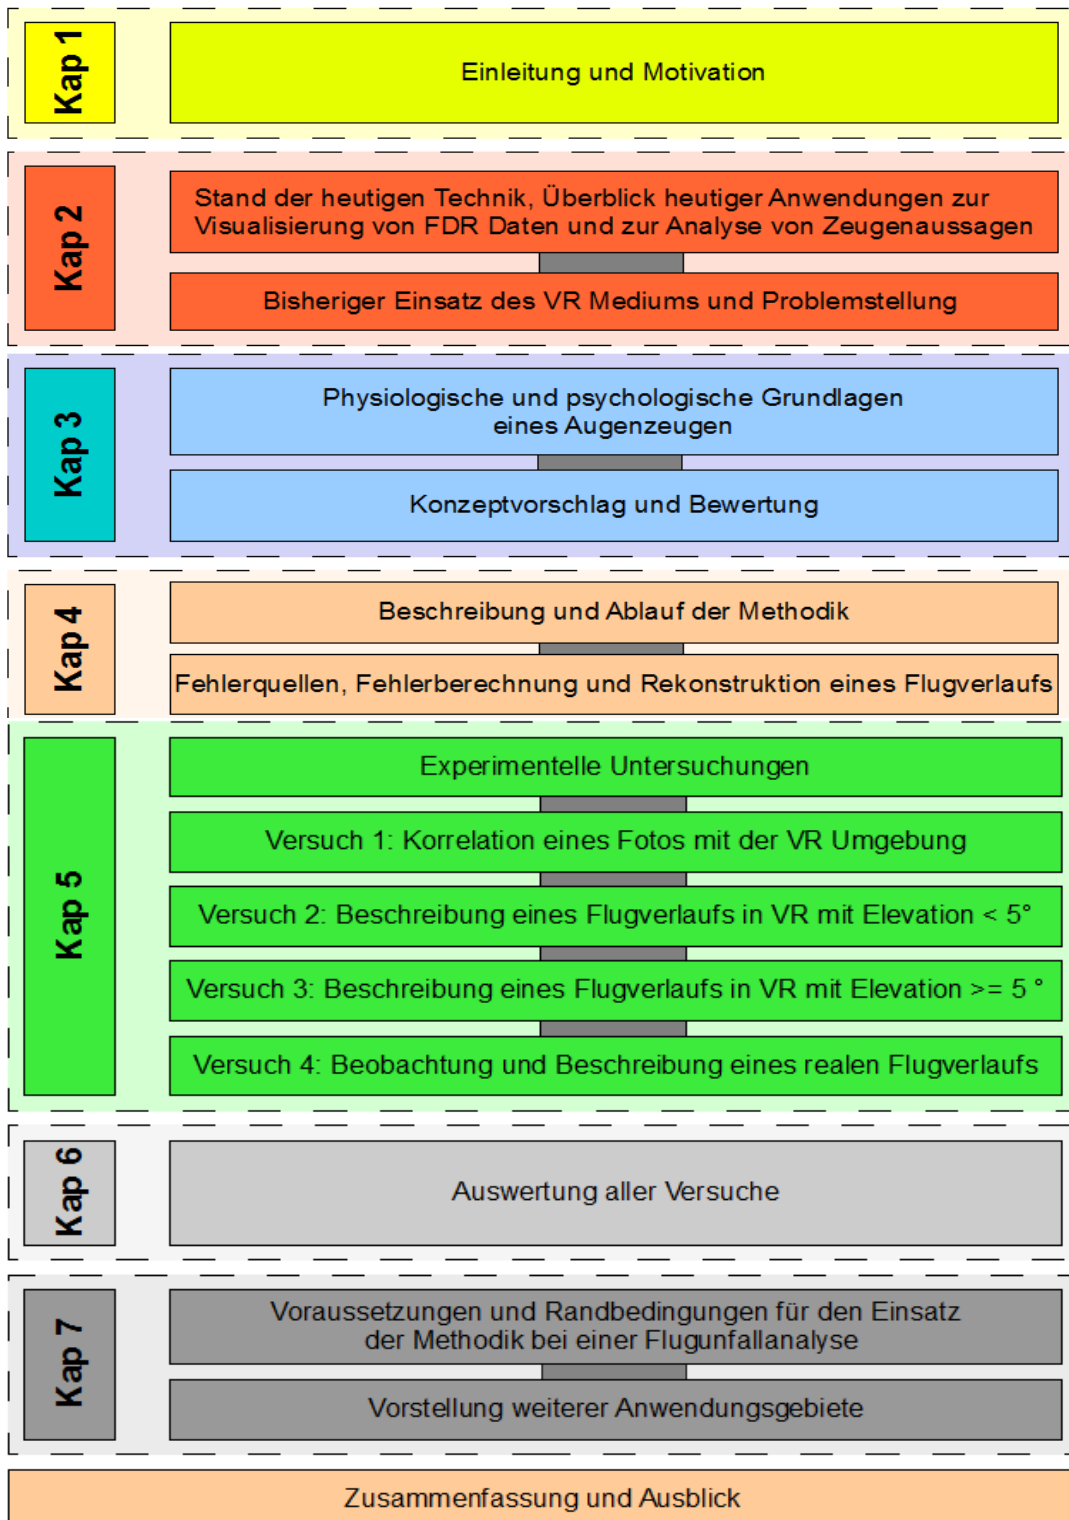 Kap 1
Einleitung und Motivation
Kap 2
Stand der heutigen Technik, Überblick heutiger Anwendungen zur
Visualisierung von FDR Daten und zur Analyse von Zeugenaussagen
Bisheriger Einsatz des VR Mediums und Problemstellung
Kap 3
Physiologische und psychologische Grundlagen
eines Augenzeugen
Konzeptvorschlag und Bewertung
Kap 4
Beschreibung und Ablauf der Methodik
Fehlerquellen, Fehlerberechnung und Rekonstruktion eines Flugverlaufs
Kap 5
Experimentelle Untersuchungen
Versuch 1: Korrelation eines Fotos mit der VR Umgebung
Versuch 2: Beschreibung eines Flugverlaufs in VR mit Elevation < 5°
Versuch 3: Beschreibung eines Flugverlaufs in VR mit Elevation >= 5 °
Versuch 4: Beobachtung und Beschreibung eines realen Flugverlaufs
Kap 6
Auswertung aller Versuche
Kap 7
Voraussetzungen und Randbedingungen für den Einsatz
der Methodik bei einer Flugunfallanalyse
Vorstellung weiterer Anwendungsgebiete
Zusammenfassung und Ausblick